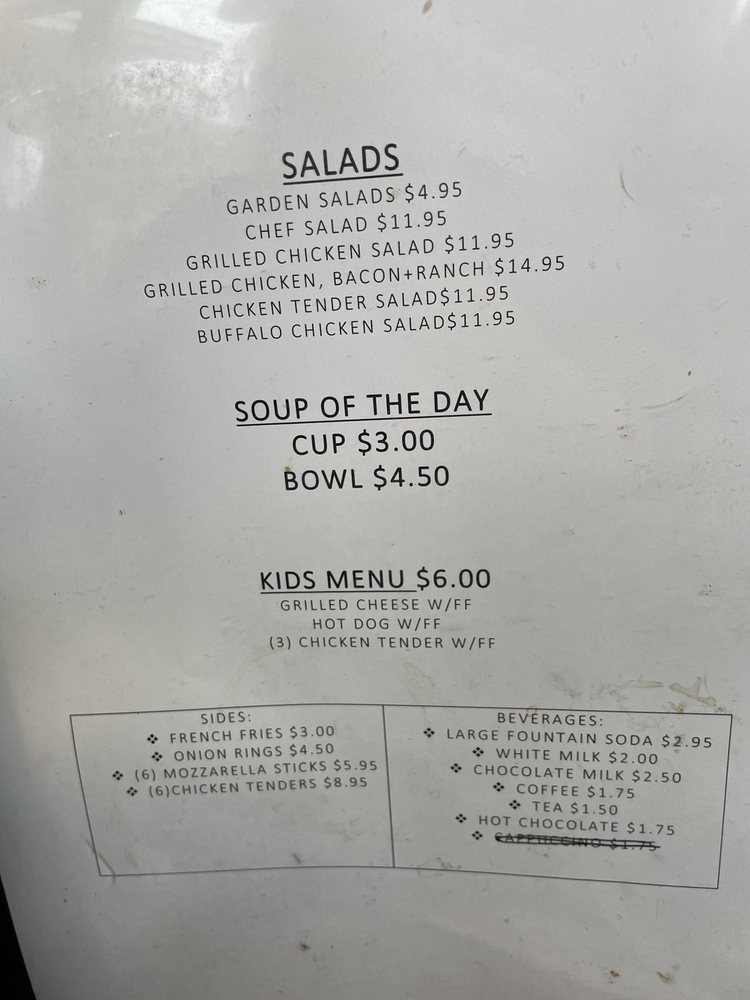 SALADS
GARDEN SALADS $4.95
CHEF SALAD $11.95
GRILLED CHICKEN SALAD $11.95
GRILLED CHICKEN, BACON+RANCH $14.95
CHICKEN TENDER SALAD$11.95
BUFFALO CHICKEN SALAD$11.95
SOUP OF THE DAY
CUP $3.00
BOWL $4.50
KIDS MENU $6.00
GRILLED CHEESE W/FF
HOT DOG W/FF
(3) CHICKEN TENDER W/FF
SIDES:
❖ FRENCH FRIES $3.00
❖ ONION RINGS $4.50
❖ (6) MOZZARELLA STICKS $5.95
❖ (6)CHICKEN TENDERS $8.95
BEVERAGES:
❖ LARGE FOUNTAIN SODA $2.95
❖ WHITE MILK $2.00
❖ CHOCOLATE MILK $2.50
❖ COFFEE $1.75
❖ TEA $1.50
❖ HOT CHOCOLATE $1.75
❖ CAPPUCCINO $1.75